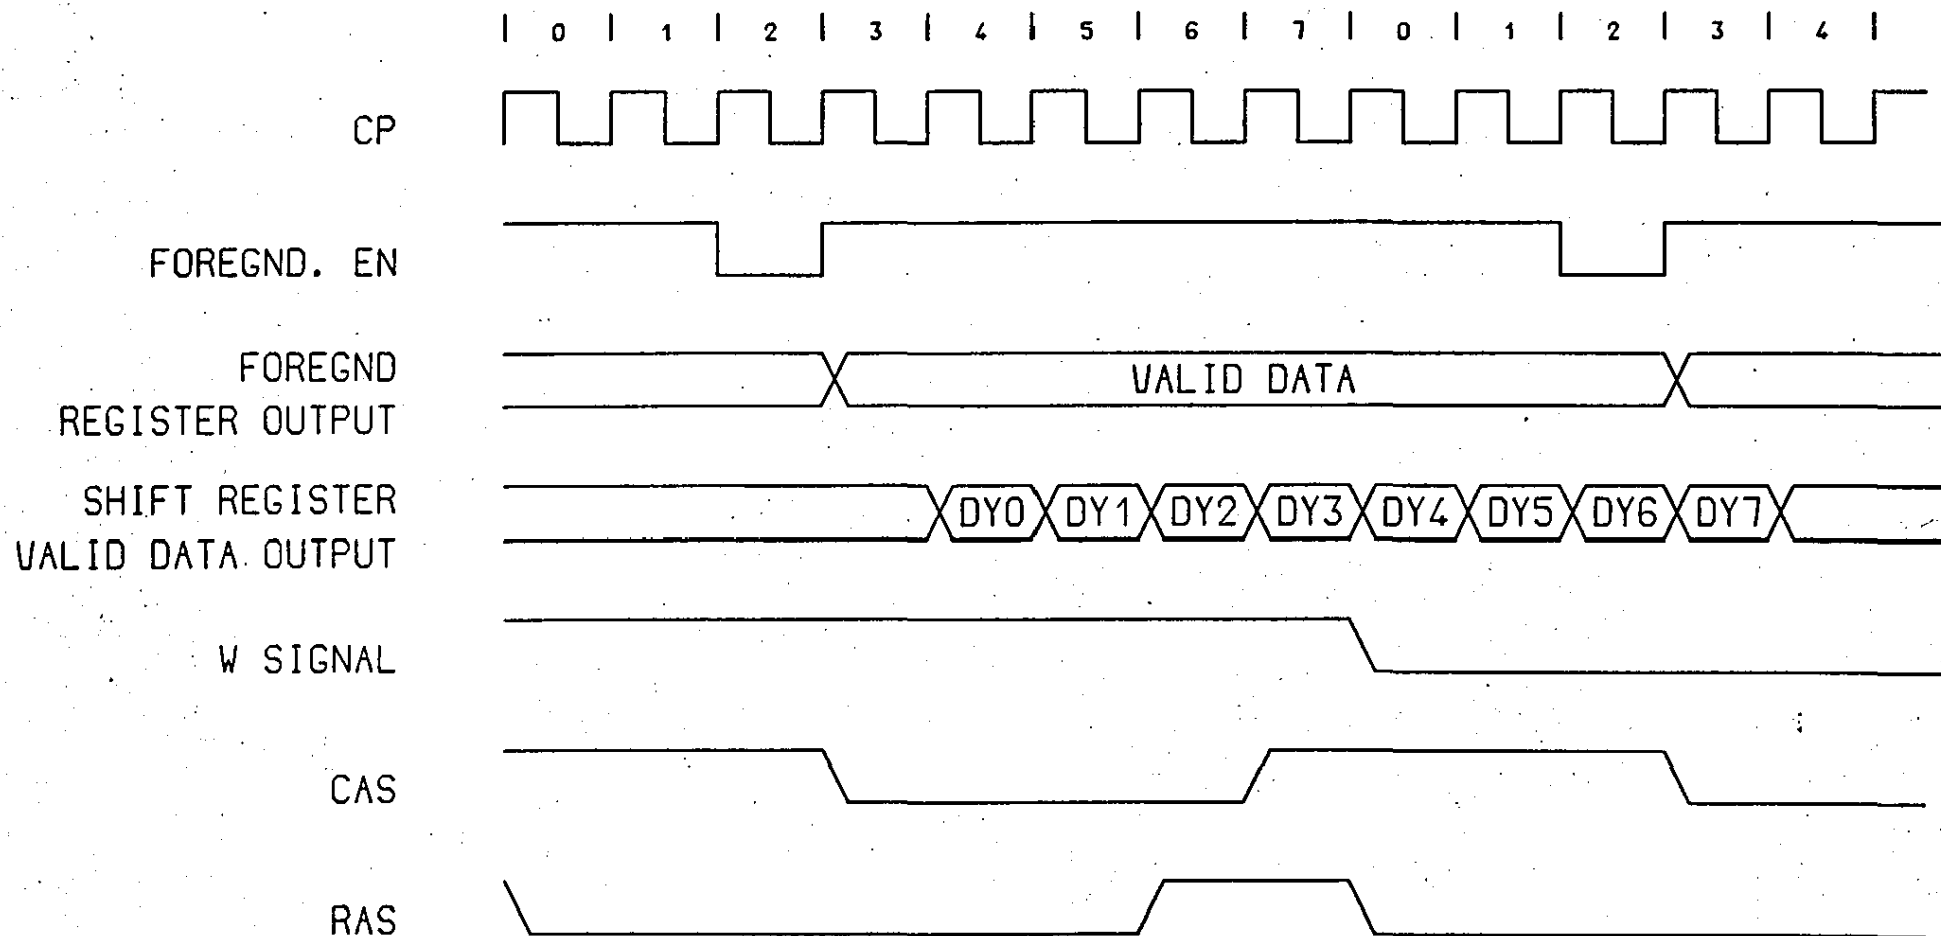 0 1 2 3 4 5 6 7 0 1 2 3 4
CP
FOREGND. EN
FOREGND
REGISTER OUTPUT
VALID DATA
SHIFT REGISTER
VALID DATA OUTPUT
DY0 DY1 DY2 DY3 DY4 DY5 DY6 DY7
W SIGNAL
CAS
RAS